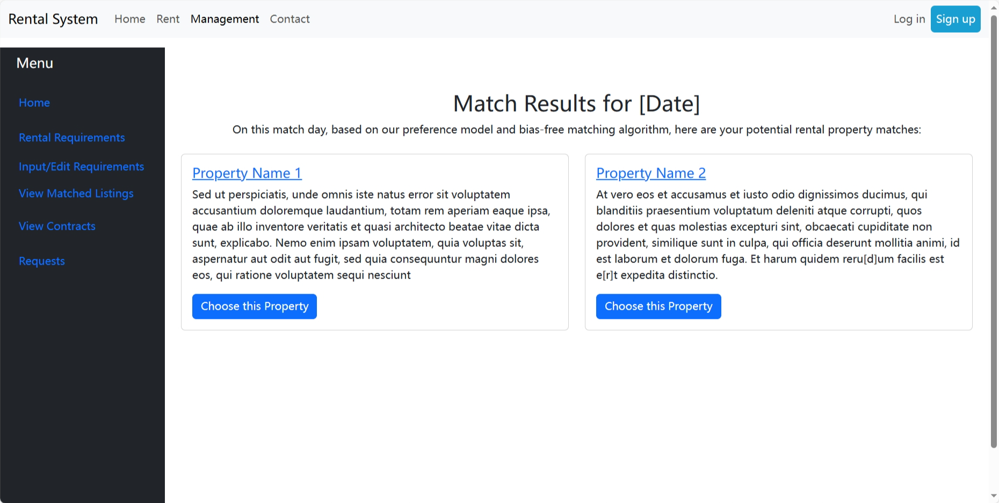 Rental System Home Rent Management Contact Log in Sign up
Menu
Home
Rental Requirements
Input/Edit Requirements
View Matched Listings
View Contracts
Requests
Match Results for [Date]
On this match day, based on our preference model and bias-free matching algorithm, here are your potential rental property matches:
Property Name 1
Sed ut perspiciatis, unde omnis iste natus error sit voluptatem
accusantium doloremque laudantium, totam rem aperiam eaque ipsa,
quae ab illo inventore veritatis et quasi architecto beatae vitae dicta
sunt, explicabo. Nemo enim ipsam voluptatem, quia voluptas sit,
aspernatur aut odit aut fugit, sed quia consequuntur magni dolores
eos, qui ratione voluptatem sequi nesciunt
Choose this Property
Property Name 2
At vero eos et accusamus et iusto odio dignissimos ducimus, qui
blanditiis praesentium voluptatum deleniti atque corrupti, quos
dolores et quas molestias excepturi sint, obcaecati cupiditate non
provident, similique sunt in culpa, qui officia deserunt mollitia animi, id
est laborum et dolorum fuga. Et harum quidem reru[d]um facilis est
e[r]t expedita distinctio.
Choose this Property